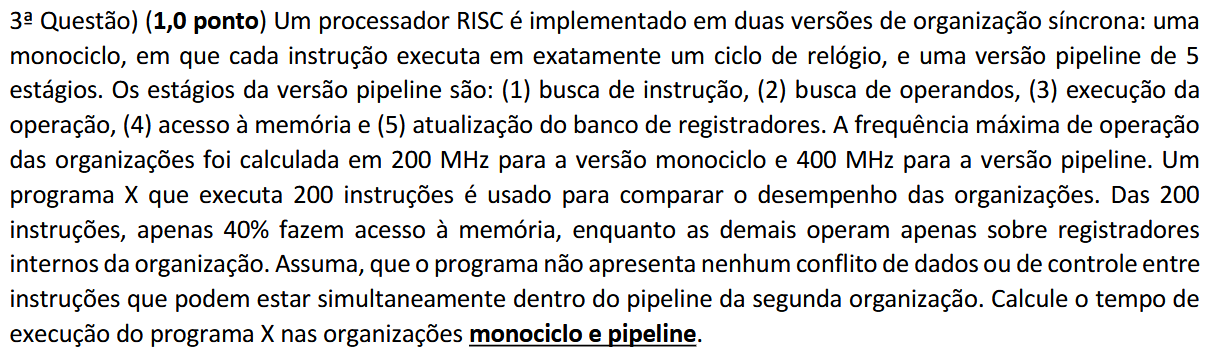 3ª Questão) (1,0 ponto) Um processador RISC é implementado em duas versões de organização síncrona: uma
monociclo, em que cada instrução executa em exatamente um ciclo de relógio, e uma versão pipeline de 5
estágios. Os estágios da versão pipeline são: (1) busca de instrução, (2) busca de operandos, (3) execução da
operação, (4) acesso à memória e (5) atualização do banco de registradores. A frequência máxima de operação
das organizações foi calculada em 200 MHz para a versão monociclo e 400 MHz para a versão pipeline. Um
programa X que executa 200 instruções é usado para comparar o desempenho das organizações. Das 200
instruções, apenas 40% fazem acesso à memória, enquanto as demais operam apenas sobre registradores
internos da organização. Assuma, que o programa não apresenta nenhum conflito de dados ou de controle entre
instruções que podem estar simultaneamente dentro do pipeline da segunda organização. Calcule o tempo de
execução do programa X nas organizações monociclo e pipeline.